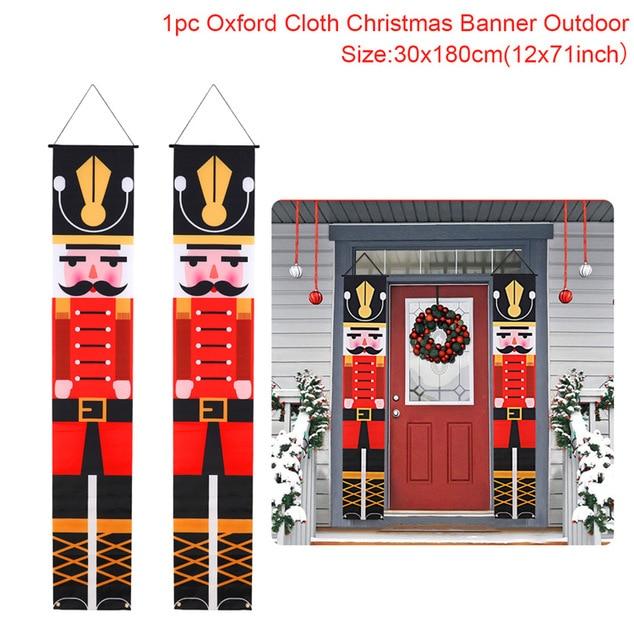 1pc Oxford Cloth Christmas Banner Outdoor
Size:30x180cm(12x71inch）